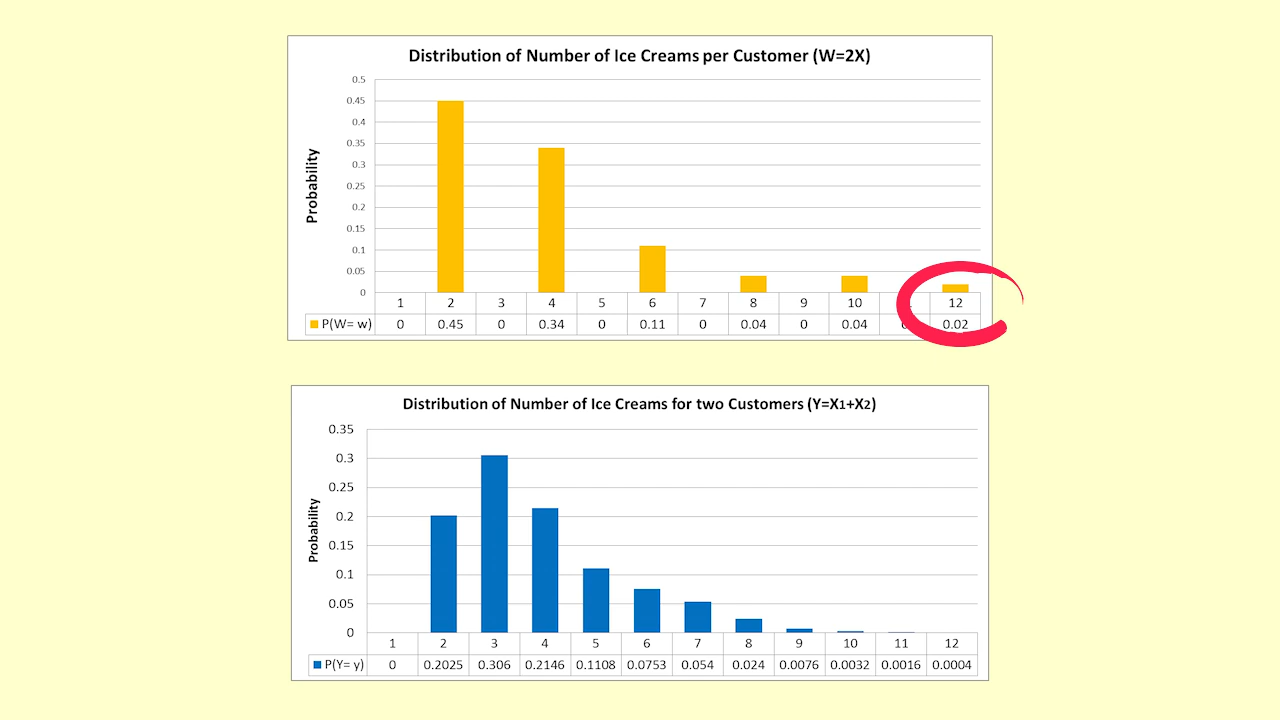 Distribution of Number of Ice Creams per Customer (W=2X)
Probability
0.5
0.45
0.4
0.35
0.3
0.25
0.2
0.15
0.1
0.05
0
1 2 3 4 5 6 7 8 9 10 12
P(W= w) 0 0.45 0 0.34 0 0.11 0 0.04 0 0.04 0.02
Distribution of Number of Ice Creams for two Customers (Y=X1+X2)
Probability
0.35
0.3
0.25
0.2
0.15
0.1
0.05
0
1 2 3 4 5 6 7 8 9 10 11 12
P(Y= y) 0 0.2025 0.306 0.2146 0.1108 0.0753 0.054 0.024 0.0076 0.0032 0.0016 0.0004